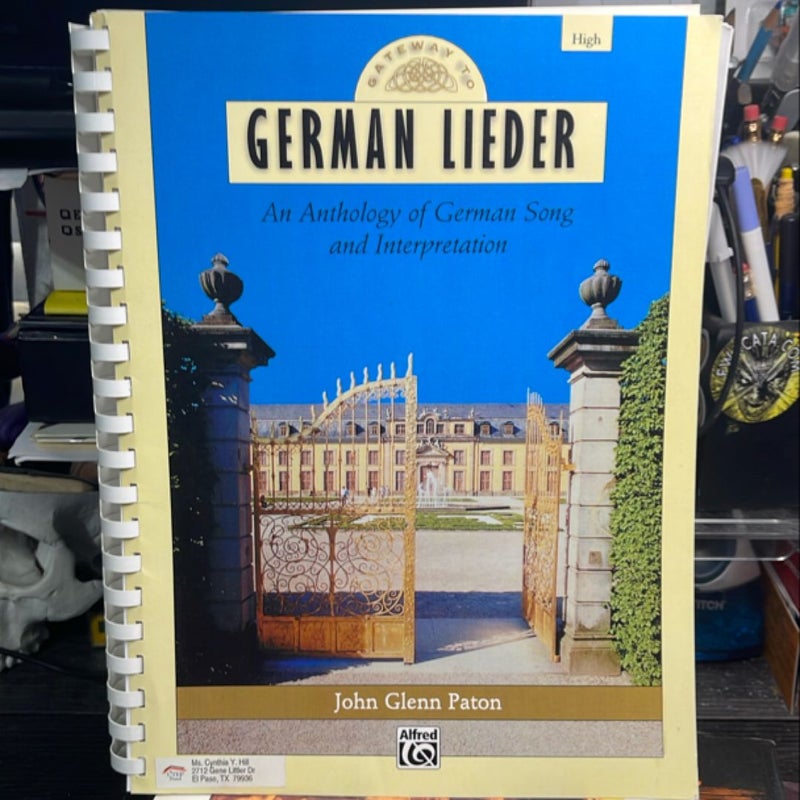 High
GATEWAY TO
GERMAN LIEDER
An Anthology of German Song
and Interpretation
John Glenn Paton
Alfred
Ms. Cynthia Y. Hill
2712 Gene Littler Dr
El Paso, TX 79936